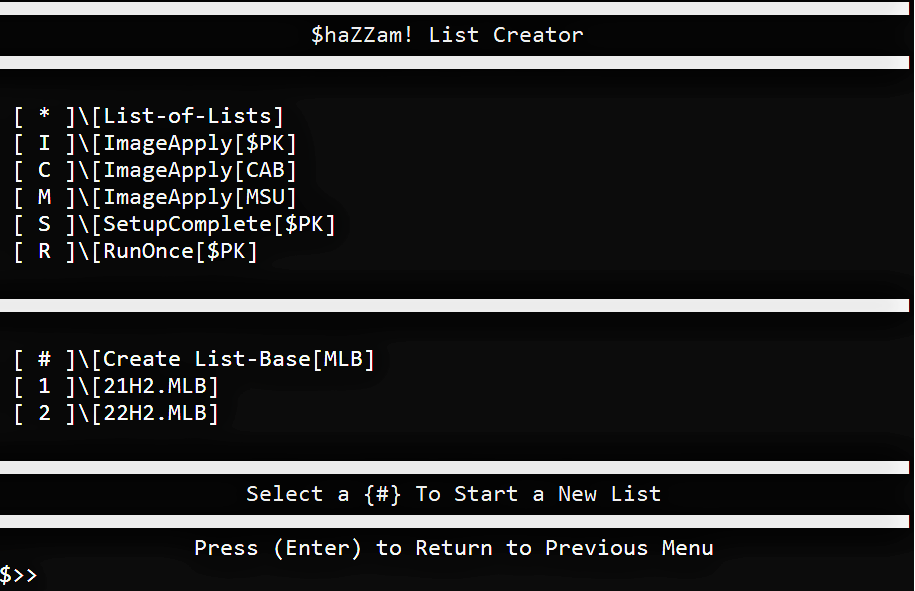 $haZZam! List Creator
[ * ]\[List-of-Lists]
[ I ]\[ImageApply[$PK]
[ C ]\[ImageApply[CAB]
[ M ]\[ImageApply[MSU]
[ S ]\[SetupComplete[$PK]
[ R ]\[RunOnce[$PK]
[ # ]\[Create List-Base[MLB]
[ 1 ]\[21H2.MLB]
[ 2 ]\[22H2.MLB]
Select a {#} To Start a New List
Press (Enter) to Return to Previous Menu
$>>